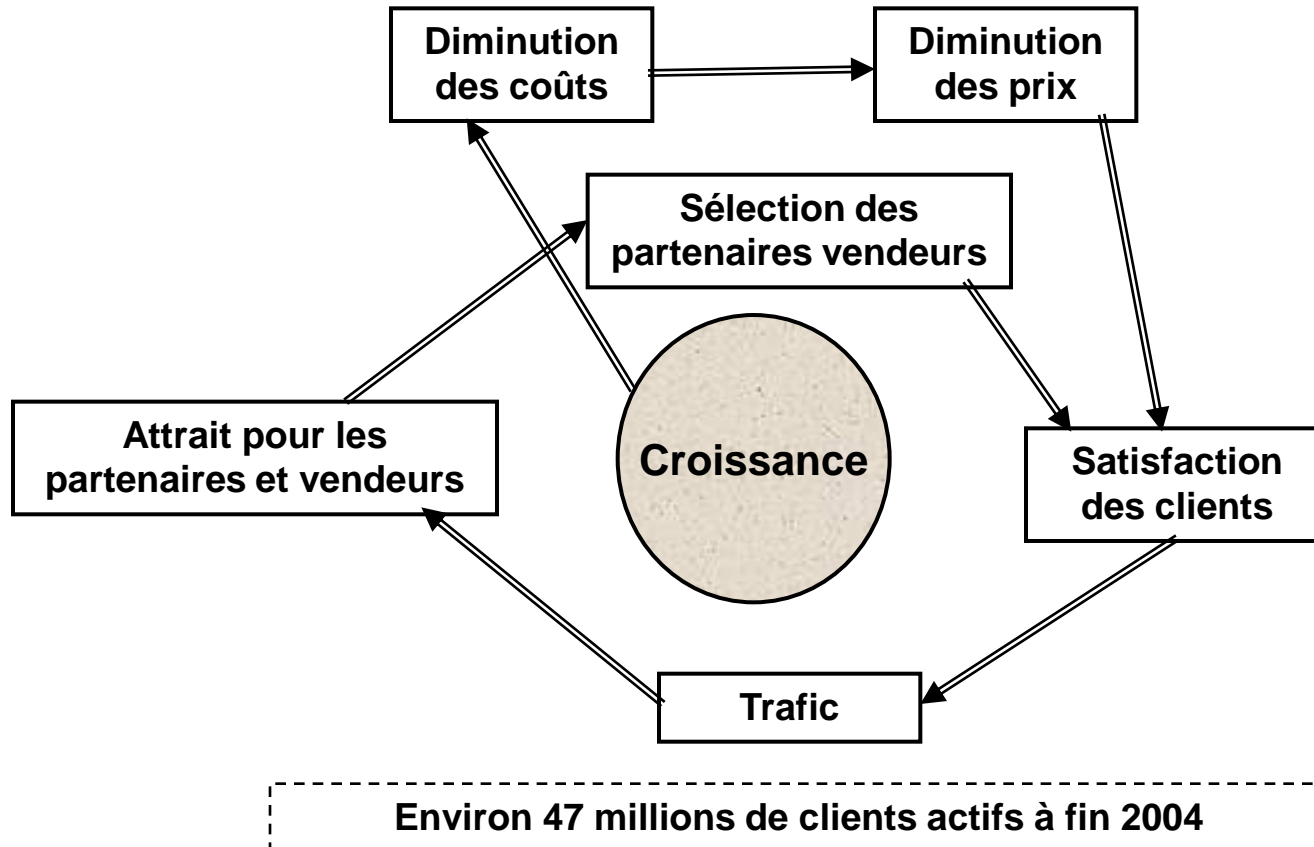 Diminution
des coûts
Diminution
des prix
Sélection des
partenaires vendeurs
Attrait pour les
partenaires et vendeurs
Croissance
Satisfaction
des clients
Trafic
Environ 47 millions de clients actifs à fin 2004